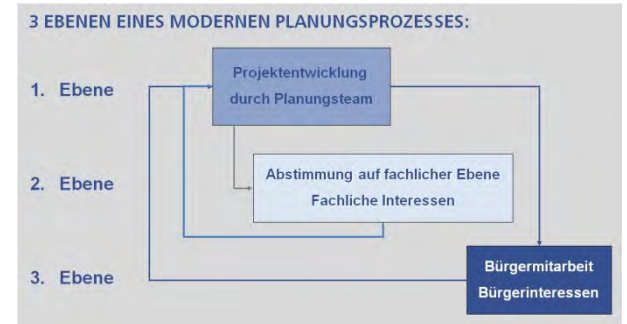 3 EBENEN EINES MODERNEN PLANUNGSPROZESSES:
1. Ebene
Projektentwicklung
durch Planungsteam
2. Ebene
Abstimmung auf fachlicher Ebene
Fachliche Interessen
3. Ebene
Bürgermitarbeit
Bürgerinteressen